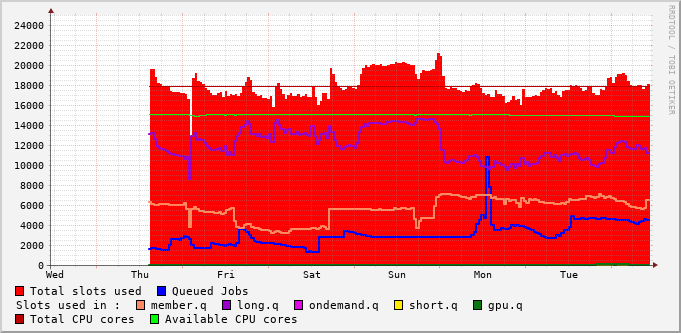 24000
22000
20000
18000
16000
14000
12000
10000
8000
6000
4000
2000
0
Wed Thu Fri Sat Sun Mon Tue
Total slots used Queued Jobs
Slots used in : member.q long.q ondemand.q short.q gpu.q
Total CPU cores Available CPU cores
RRDTOOL / TOBI OETIKER